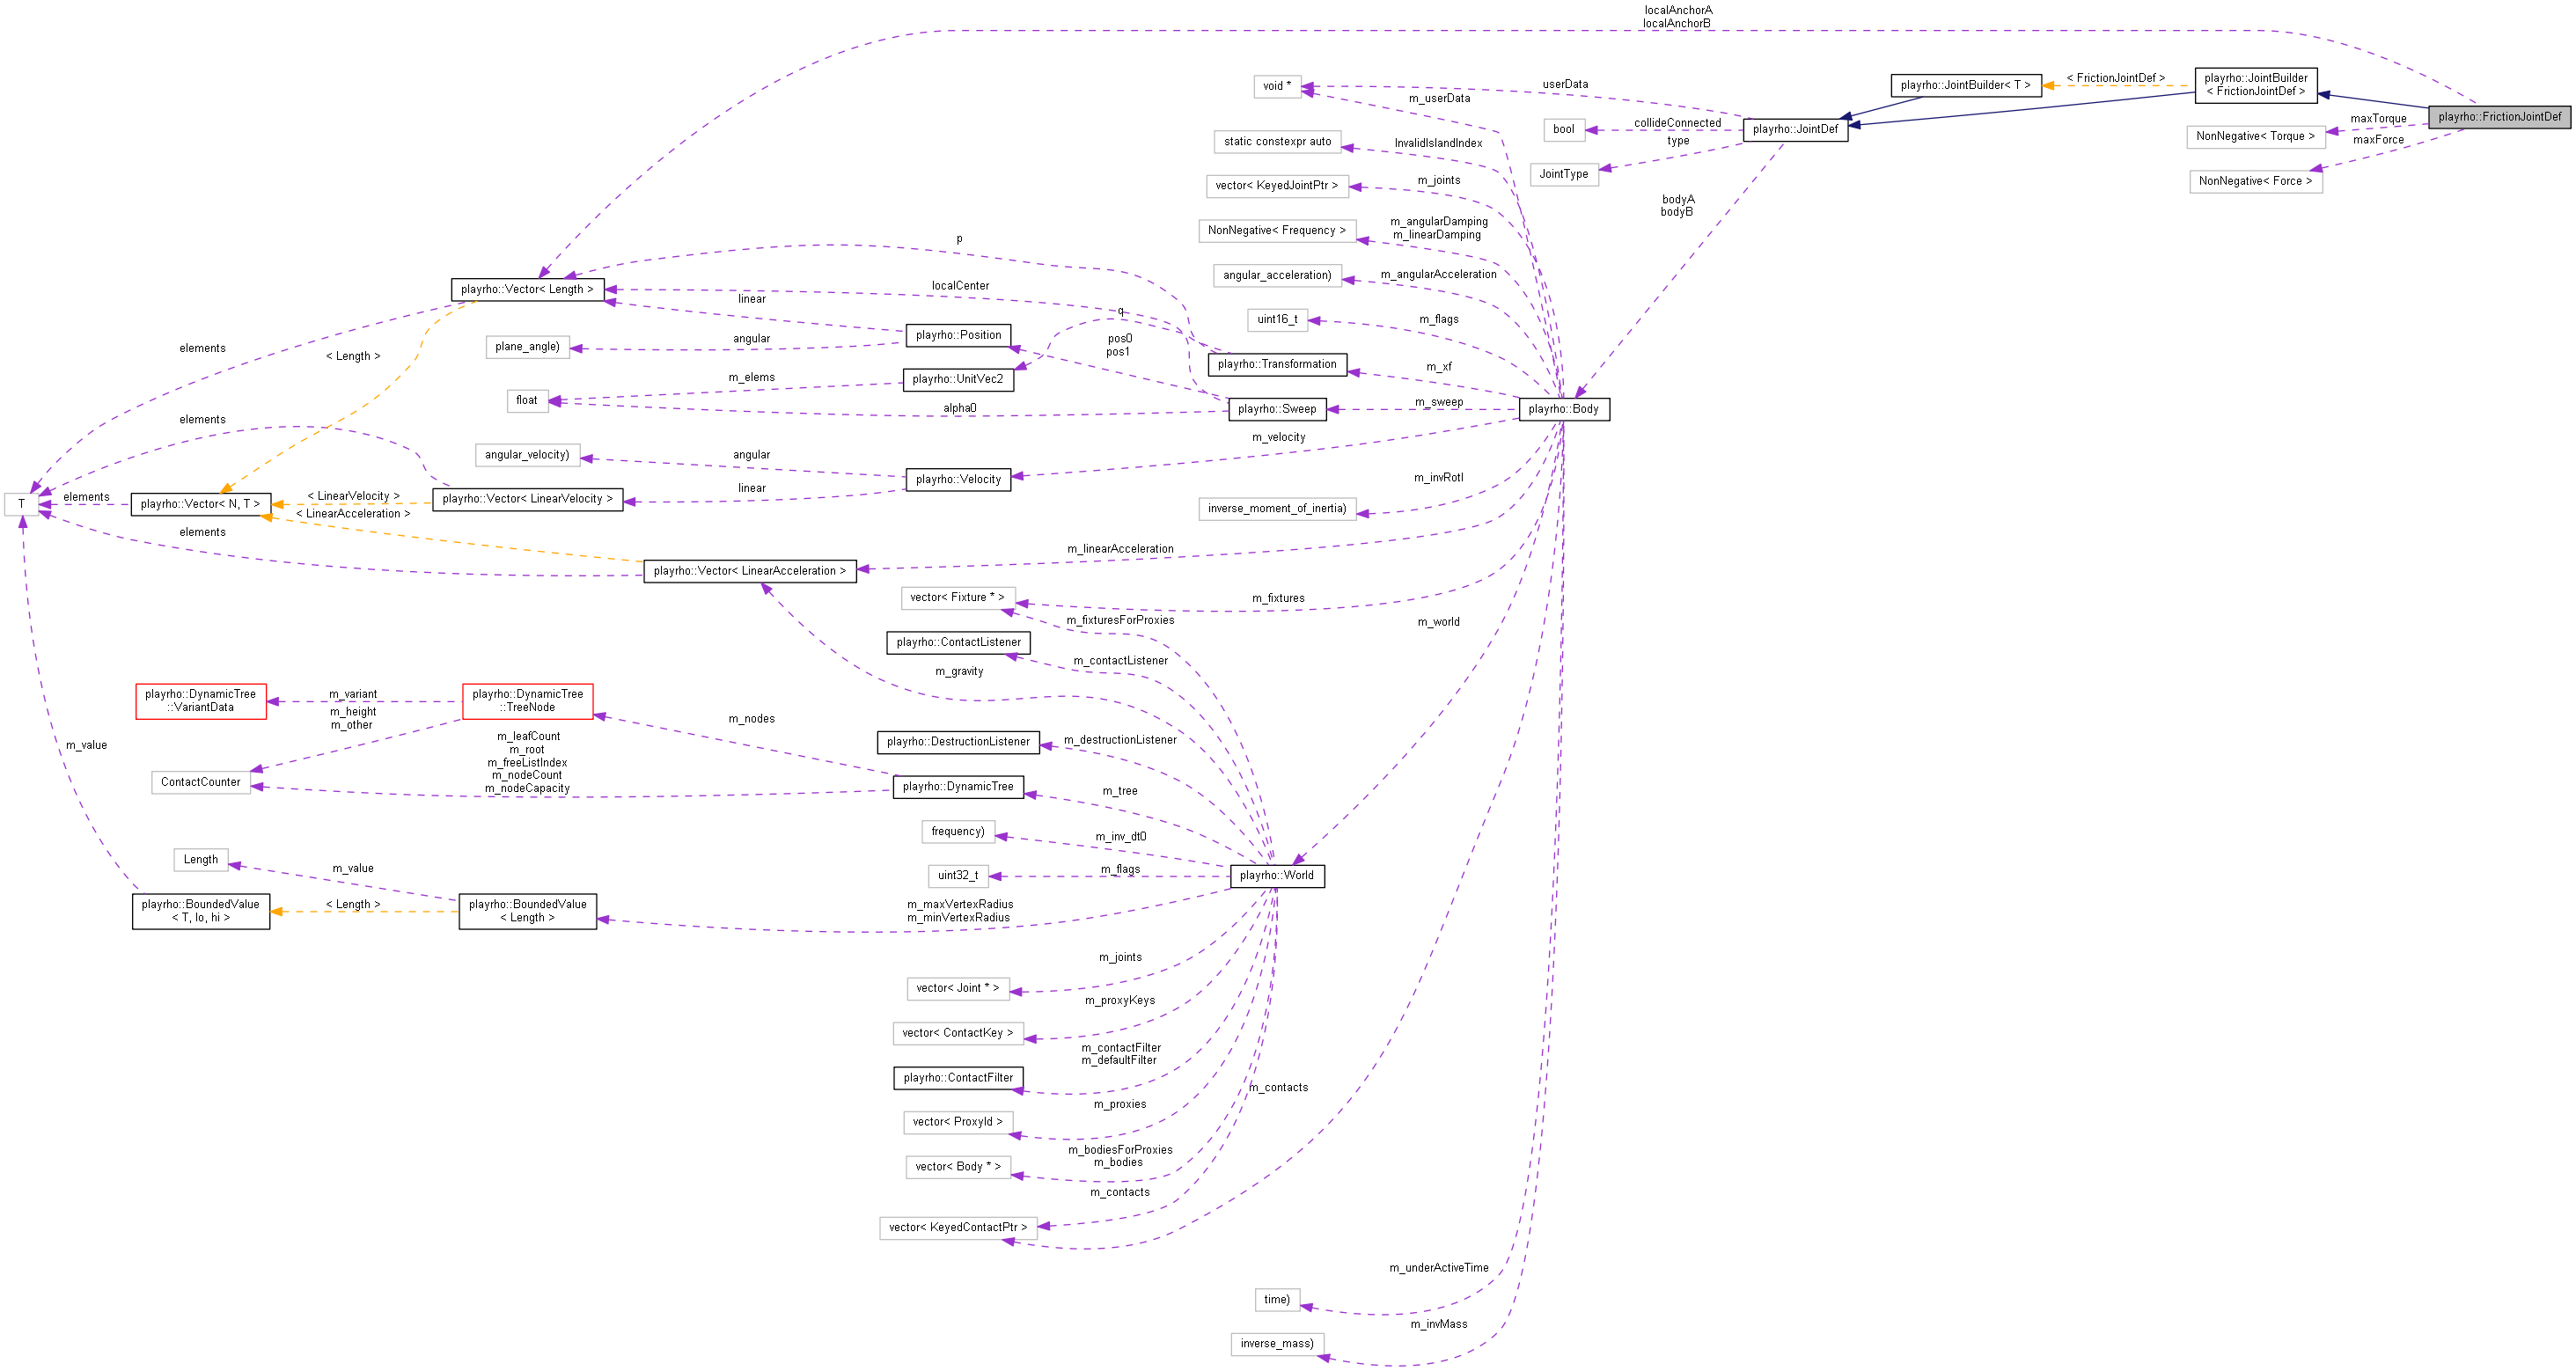 localAnchorA
localAnchorB
void *
userData
playrho::JointBuilder< T >
< FrictionJointDef >
playrho::JointBuilder
< FrictionJointDef >
m_userData
playrho::FrictionJointDef
maxTorque
NonNegative< Torque >
maxForce
NonNegative< Force >
bool
collideConnected
playrho::JointDef
type
JointType
static constexpr auto
InvalidIslandIndex
vector< KeyedJointPtr >
m_joints
bodyA
bodyB
NonNegative< Frequency >
m_angularDamping
m_linearDamping
p
angular_acceleration)
m_angularAcceleration
playrho::Vector< Length >
localCenter
linear
uint16_t
m_flags
q
plane_angle)
angular
playrho::Position
pos0
pos1
elements
< Length >
playrho::Transformation
m_xf
m_elems
playrho::UnitVec2
float
alpha0
playrho::Sweep
m_sweep
playrho::Body
elements
m_velocity
angular_velocity)
angular
playrho::Velocity
m_invRotI
T
elements
playrho::Vector< N, T >
< LinearVelocity >
playrho::Vector< LinearVelocity >
linear
< LinearAcceleration >
inverse_moment_of_inertia)
elements
m_linearAcceleration
playrho::Vector< LinearAcceleration >
vector< Fixture * >
m_fixtures
m_fixturesForProxies
m_world
playrho::ContactListener
m_contactListener
m_gravity
playrho::DynamicTree
::VariantData
m_variant
playrho::DynamicTree
::TreeNode
m_height
m_other
m_nodes
m_leafCount
m_root
m_freeListIndex
m_nodeCount
m_nodeCapacity
playrho::DestructionListener
m_destructionListener
m_value
ContactCounter
playrho::DynamicTree
m_tree
frequency)
m_inv_dt0
Length
m_value
uint32_t
m_flags
playrho::World
playrho::BoundedValue
< T, lo, hi >
< Length >
playrho::BoundedValue
< Length >
m_maxVertexRadius
m_minVertexRadius
m_joints
vector< Joint * >
m_proxyKeys
vector< ContactKey >
m_contactFilter
m_defaultFilter
playrho::ContactFilter
m_contacts
m_proxies
vector< ProxyId >
m_bodiesForProxies
m_bodies
vector< Body * >
m_contacts
vector< KeyedContactPtr >
m_underActiveTime
time)
m_invMass
inverse_mass)